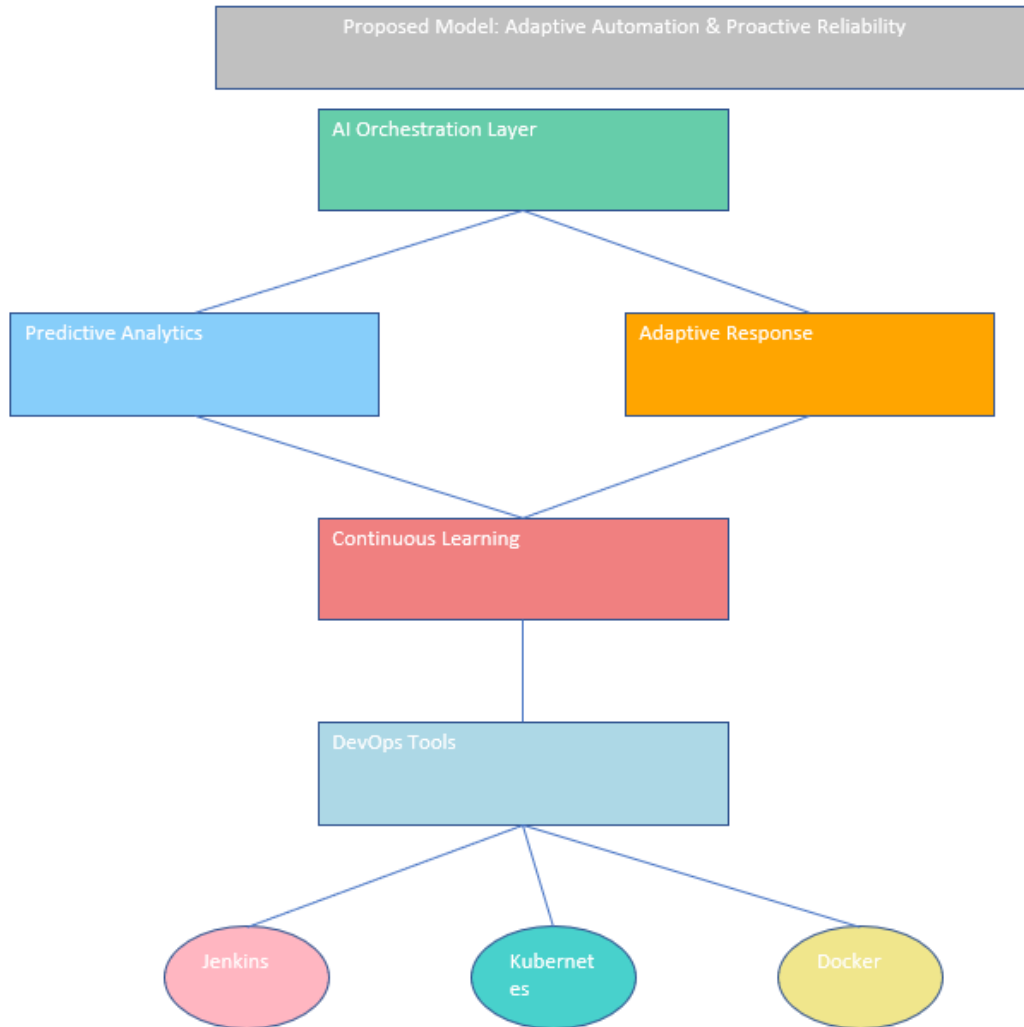 Proposed Model: Adaptive Automation & Proactive Reliability
AI Orchestration Layer
Predictive Analytics
Adaptive Response
Continuous Learning
DevOps Tools
Jenkins
Kubernet
es
Docker